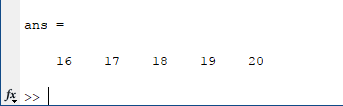 ans =
16 17 18 19 20
fx >>